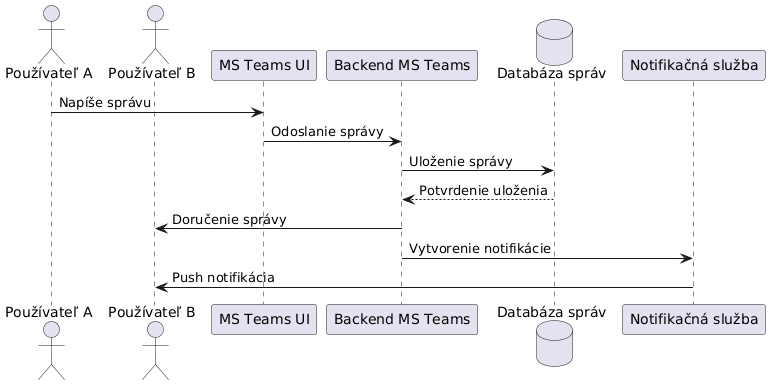 Používateľ A
Používateľ B
MS Teams UI
Backend MS Teams
Databáza správ
Notifikačná služba
Napíše správu
Odoslanie správy
Uloženie správy
Potvrdenie uloženia
Doručenie správy
Vytvorenie notifikácie
Push notifikácia
Používateľ A
Používateľ B
MS Teams UI
Backend MS Teams
Databáza správ
Notifikačná služba